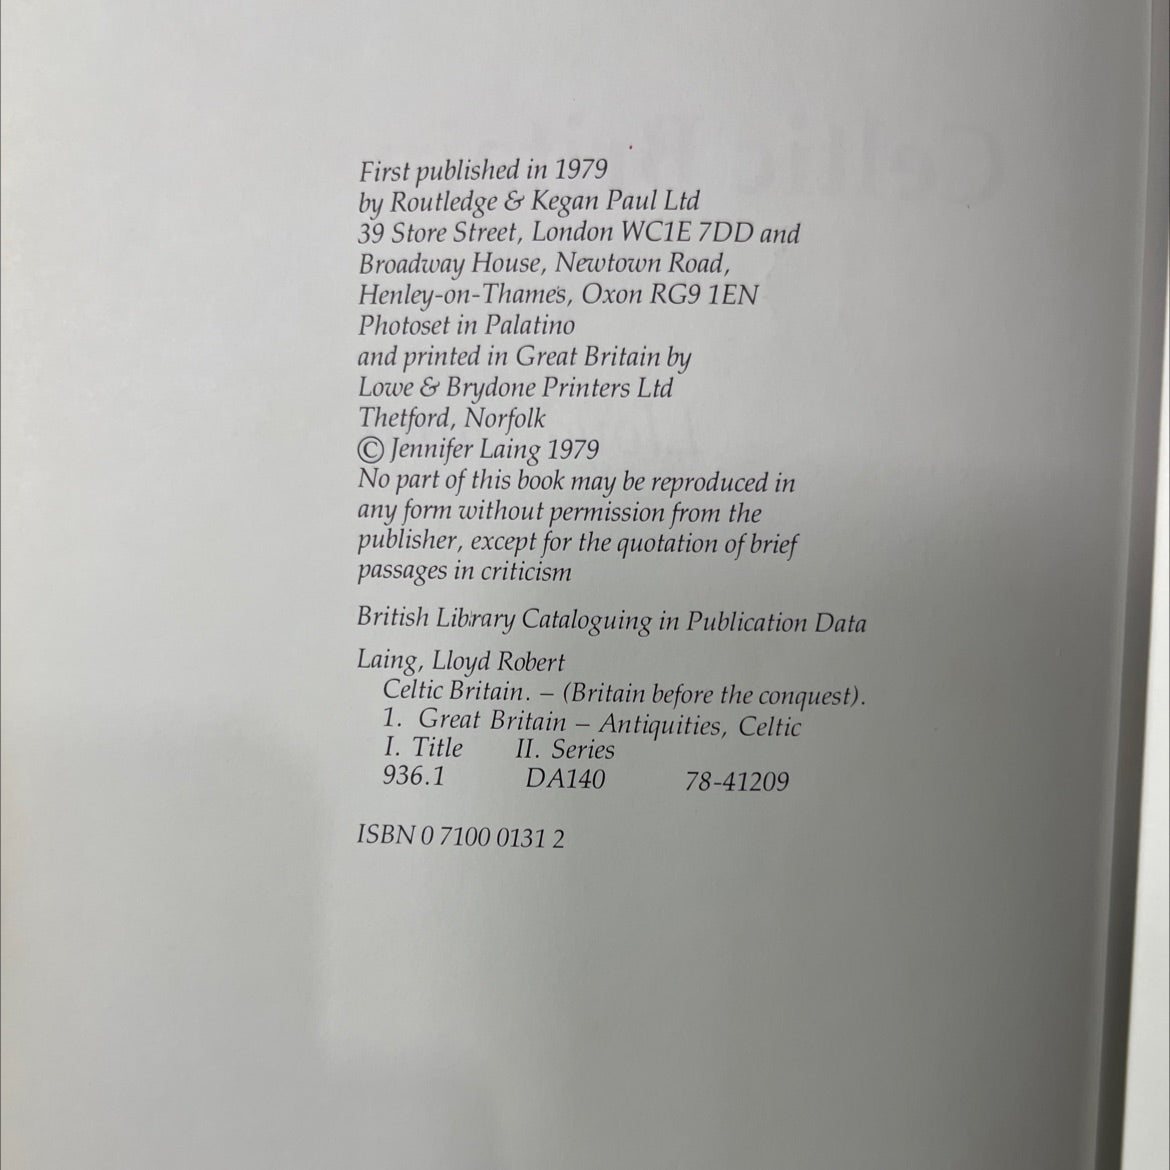 First published in 1979
by Routledge & Kegan Paul Ltd
39 Store Street, London WC1E 7DD and
Broadway House, Newtown Road,
Henley-on-Thames, Oxon RG9 1EN
Photoset in Palatino
and printed in Great Britain by
Lowe & Brydone Printers Ltd
Thetford, Norfolk
© Jennifer Laing 1979
No part of this book may be reproduced in
any form without permission from the
publisher, except for the quotation of brief
passages in criticism
British Library Cataloguing in Publication Data
Laing, Lloyd Robert
Celtic Britain. – (Britain before the conquest).
1. Great Britain – Antiquities, Celtic
I. Title II. Series
936.1 DA140 78-41209
ISBN 0 7100 0131 2